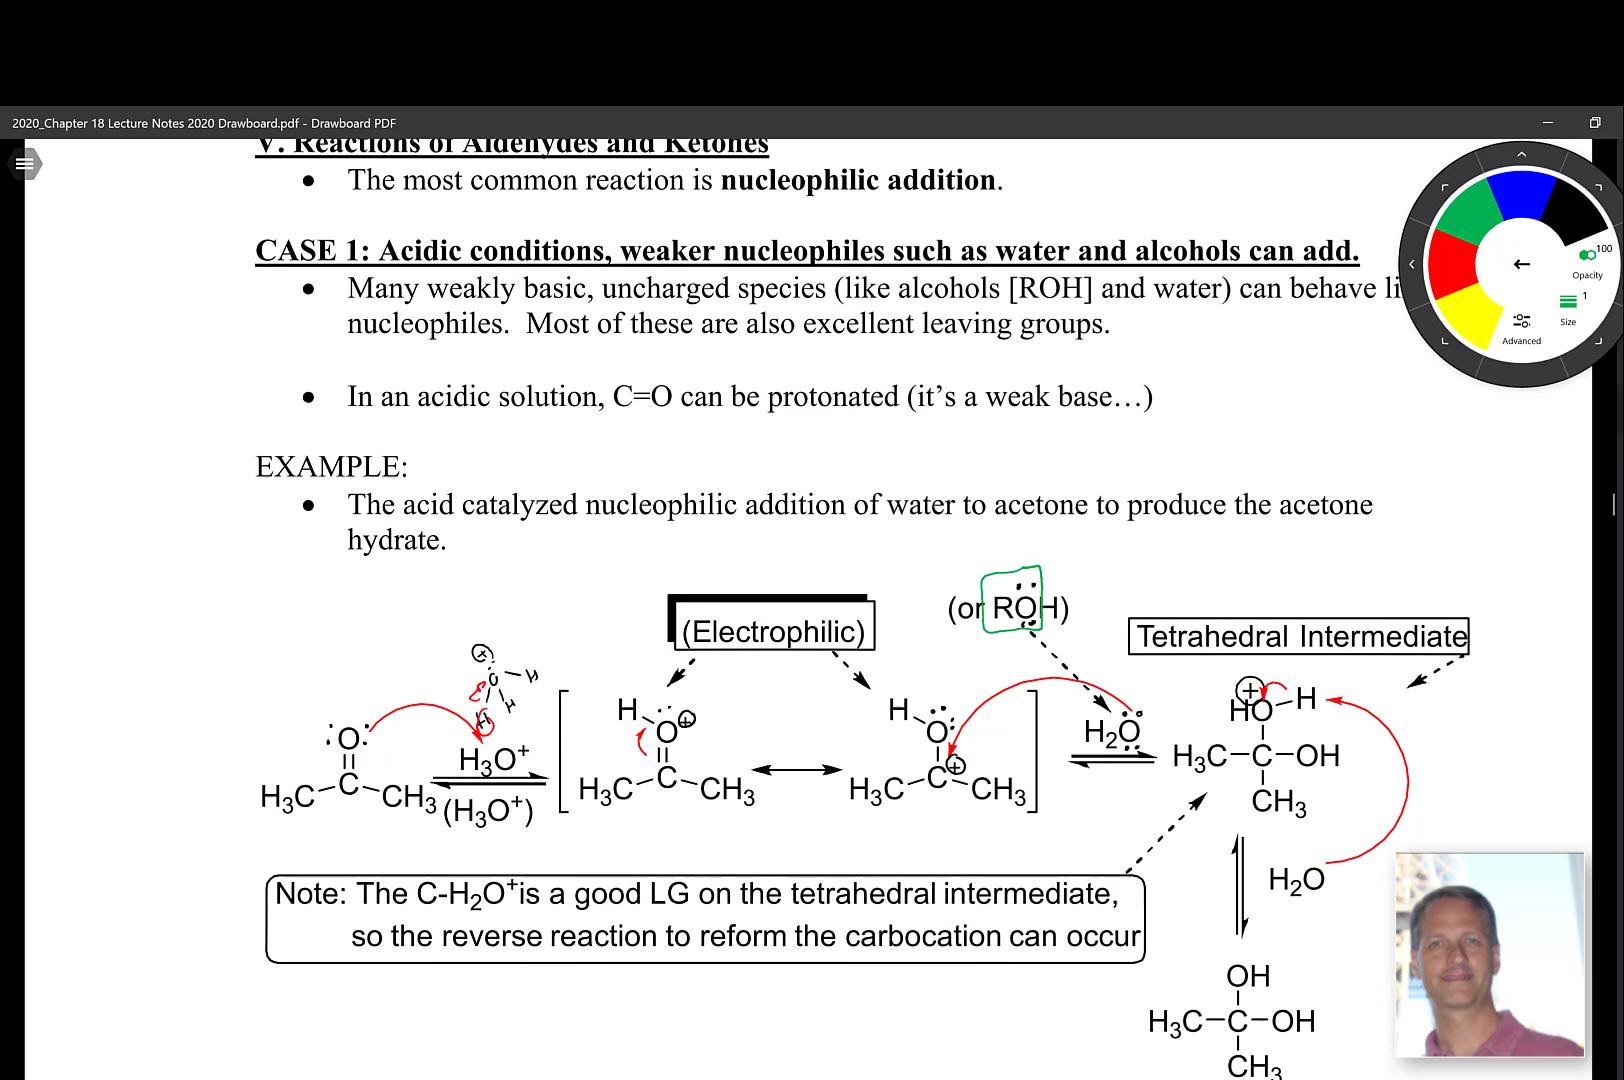 2020_Chapter 18 Lecture Notes 2020 Drawboard.pdf - Drawboard PDF
V. Reactions of Aldehydes and Ketones
• The most common reaction is nucleophilic addition.
CASE 1: Acidic conditions, weaker nucleophiles such as water and alcohols can add.
• Many weakly basic, uncharged species (like alcohols [ROH] and water) can behave li
nucleophiles. Most of these are also excellent leaving groups.
• In an acidic solution, C=O can be protonated (it's a weak base…)
EXAMPLE:
• The acid catalyzed nucleophilic addition of water to acetone to produce the acetone
hydrate.
100
Opacity
1
Size
Advanced
(Electrophilic)
(or ROH)
Tetrahedral Intermediate
O
H₃C-C-CH₃
H₃O⁺
(H₃O⁺)
H
O
H₃C-C-CH₃
H
O
H₃C-C-CH₃
H₂O
HO-H
H₃C-C-OH
CH₃
H₂O
Note: The C-H₂O⁺is a good LG on the tetrahedral intermediate,
so the reverse reaction to reform the carbocation can occur
OH
H₃C-C-OH
CH₃